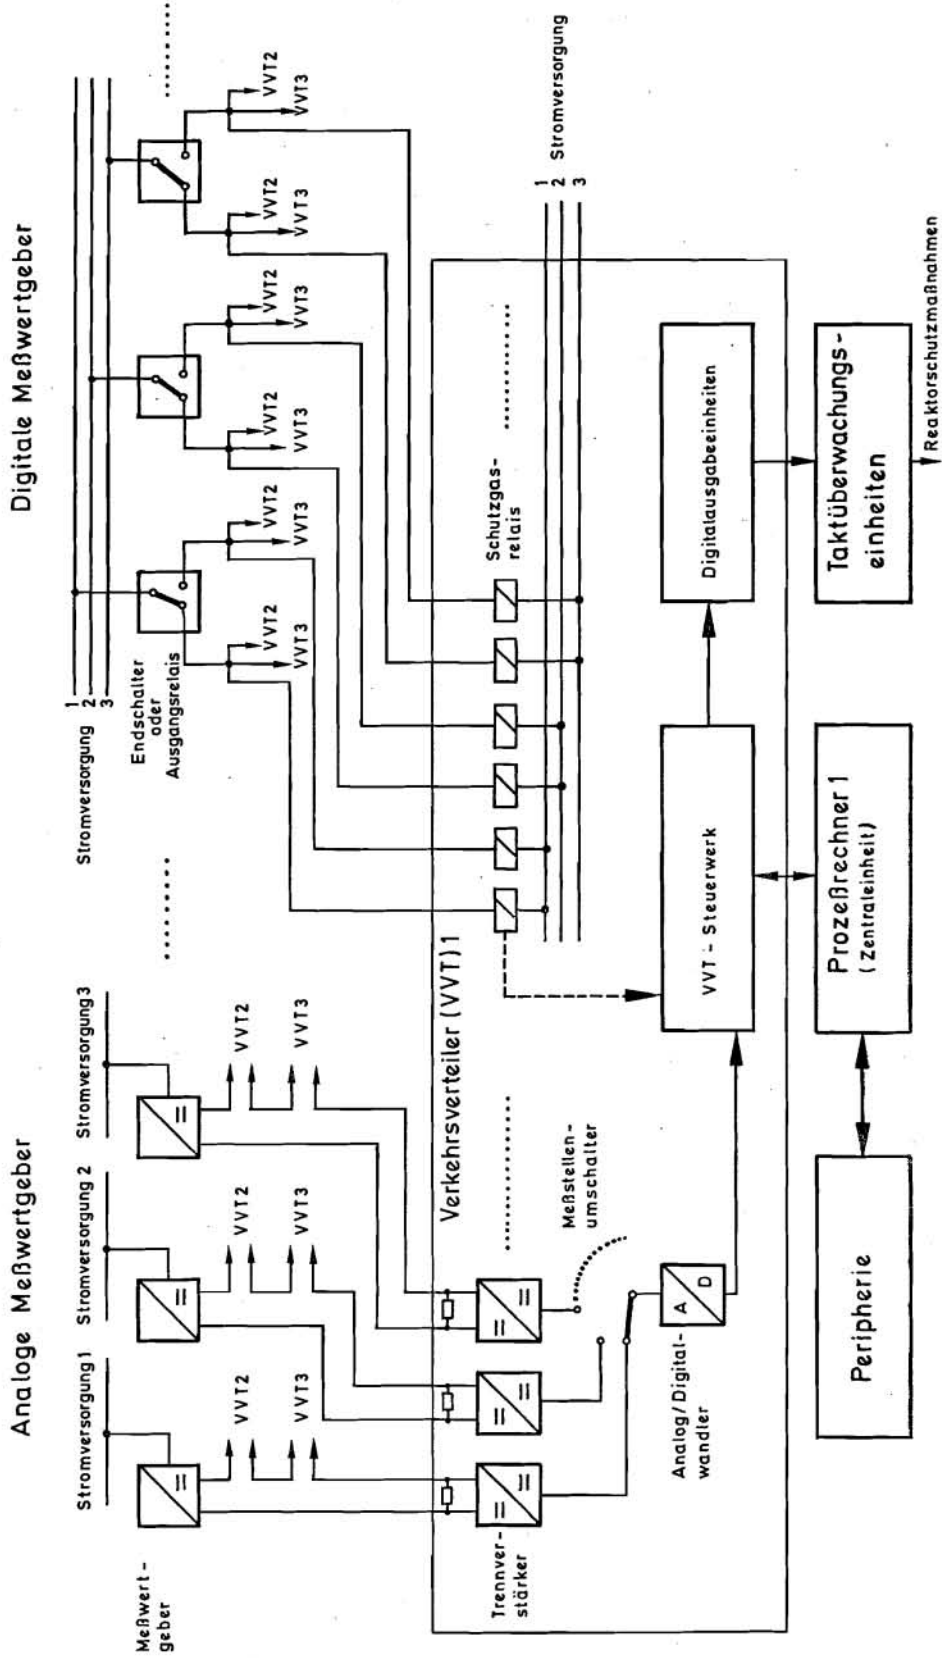 Analoge Meßwertgeber
Digitale Meßwertgeber
Stromversorgung 1
Stromversorgung 2
Stromversorgung 3
Stromversorgung
1
2
3
Meßwert-
geber
VVT2
VVT3
VVT2
VVT3
VVT2
VVT3
Endschalter
oder
Ausgangsrelais
VVT2
VVT3
VVT2
VVT3
VVT2
VVT3
VVT2
VVT3
VVT2
VVT3
VVT2
VVT3
Verkehrsverteiler (VVT) 1
Trennver-
stärker
Meßstellen-
umschalter
Schutzgas-
relais
1
2
3
Stromversorgung
Analog/Digital-
wandler
A
D
VVT - Steuerwerk
Digitalausgabeeinheiten
Peripherie
Prozeßrechner 1
(Zentraleinheit)
Taktüberwachungs-
einheiten
Reaktorschutzmaßnahmen